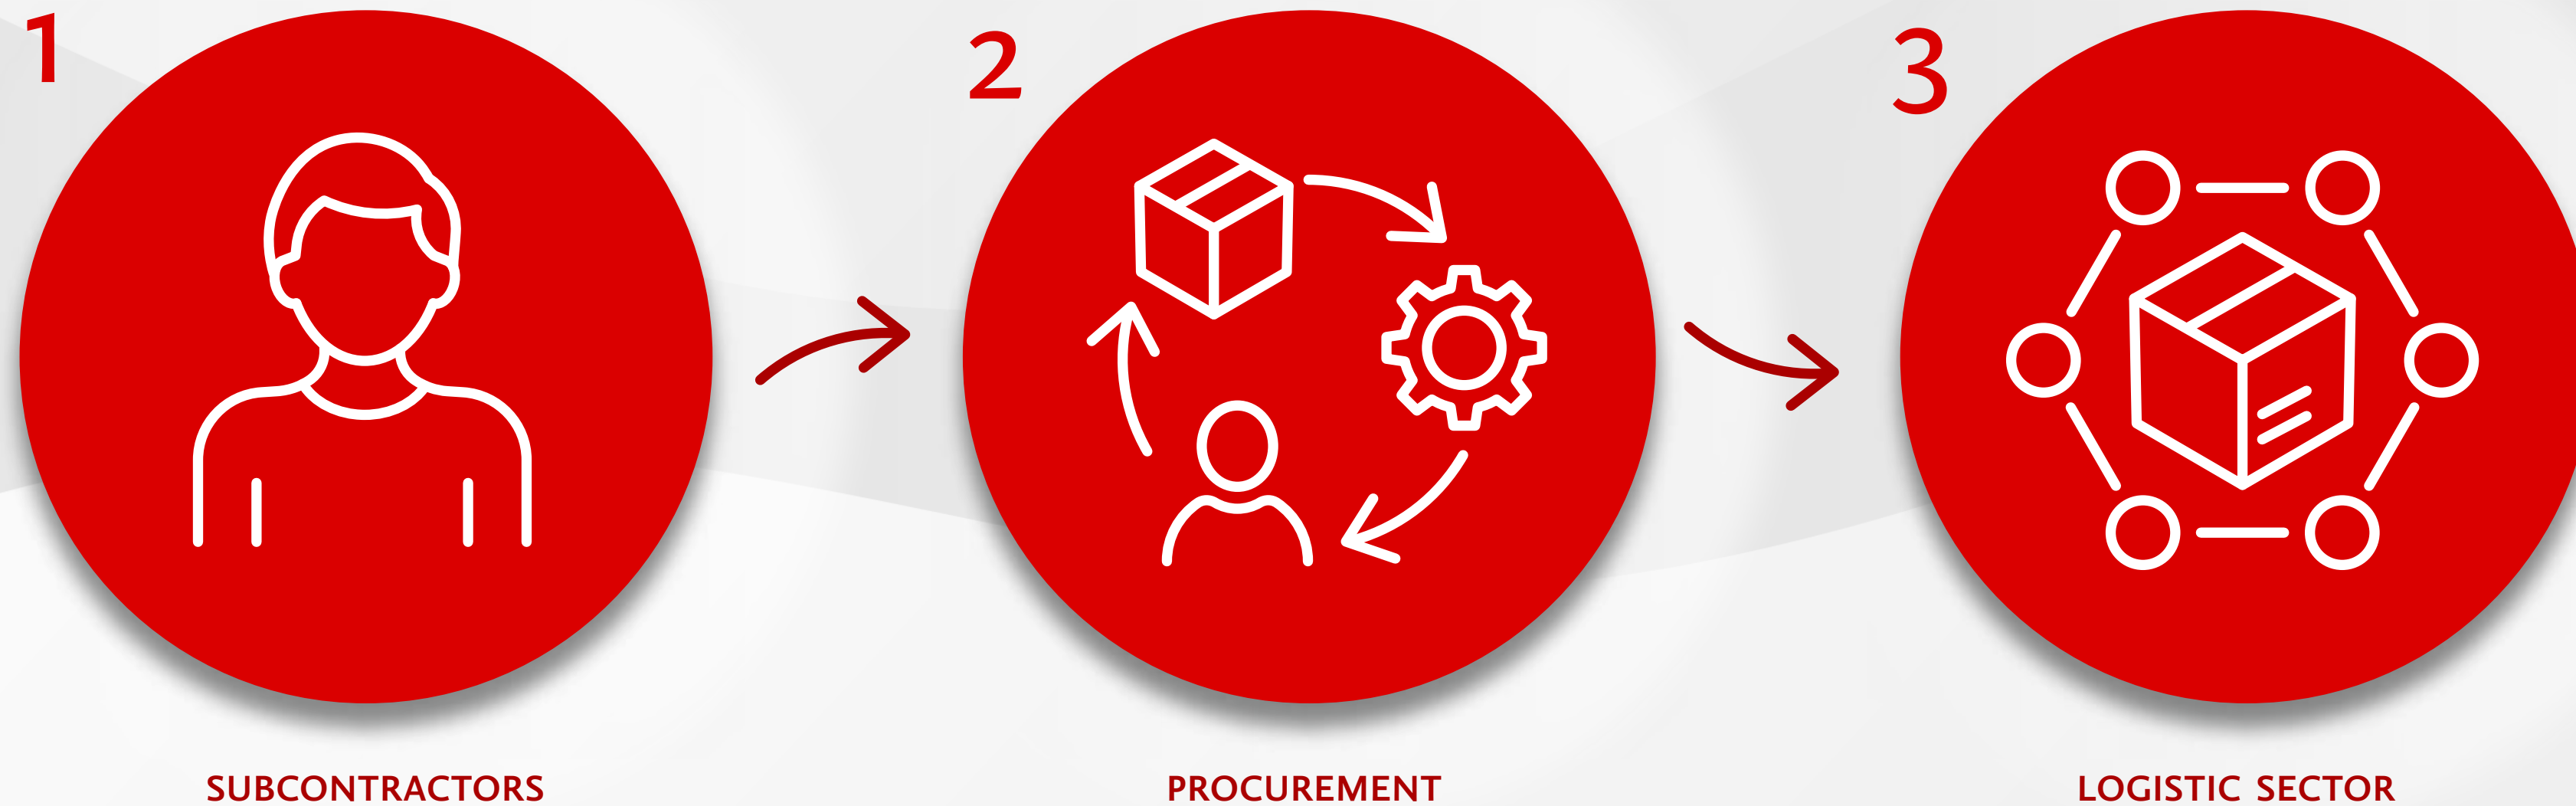 1
SUBCONTRACTORS
2
PROCUREMENT
3
LOGISTIC SECTOR